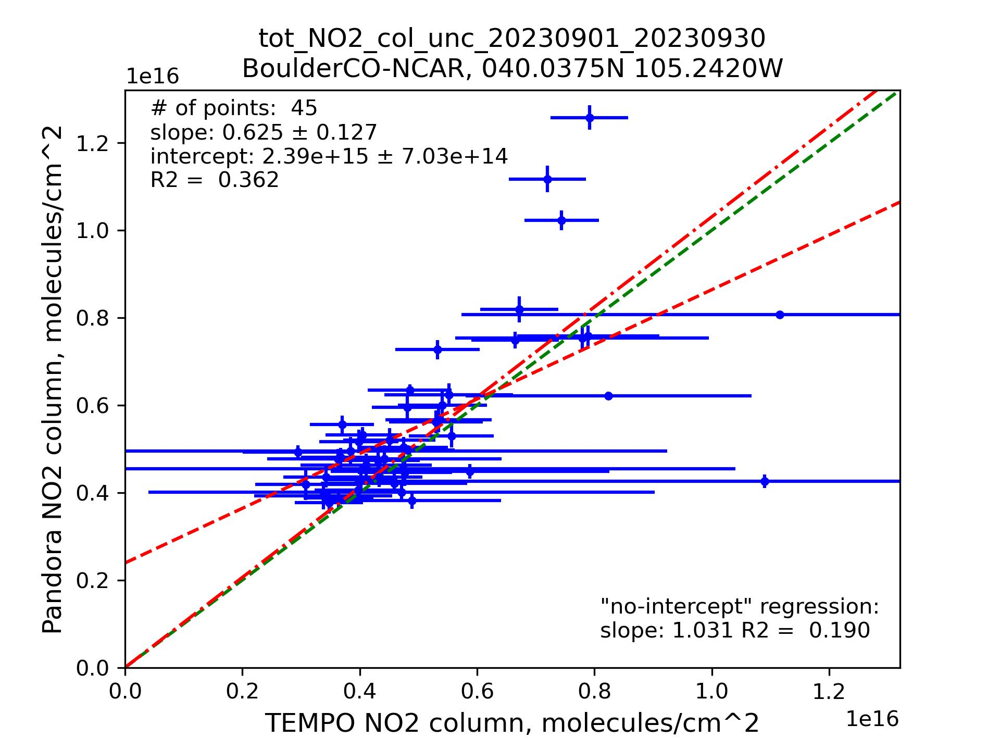 tot_NO2_col_unc_20230901_20230930
BoulderCO-NCAR, 040.0375N 105.2420W
1e16
# of points:  45
slope: 0.625 ± 0.127
intercept: 2.39e+15 ± 7.03e+14
R2 =  0.362
Pandora NO2 column, molecules/cm^2
1.2
1.0
0.8
0.6
0.4
0.2
0.0
"no-intercept" regression:
slope: 1.031 R2 =  0.190
0.0 0.2 0.4 0.6 0.8 1.0 1.2
1e16
TEMPO NO2 column, molecules/cm^2